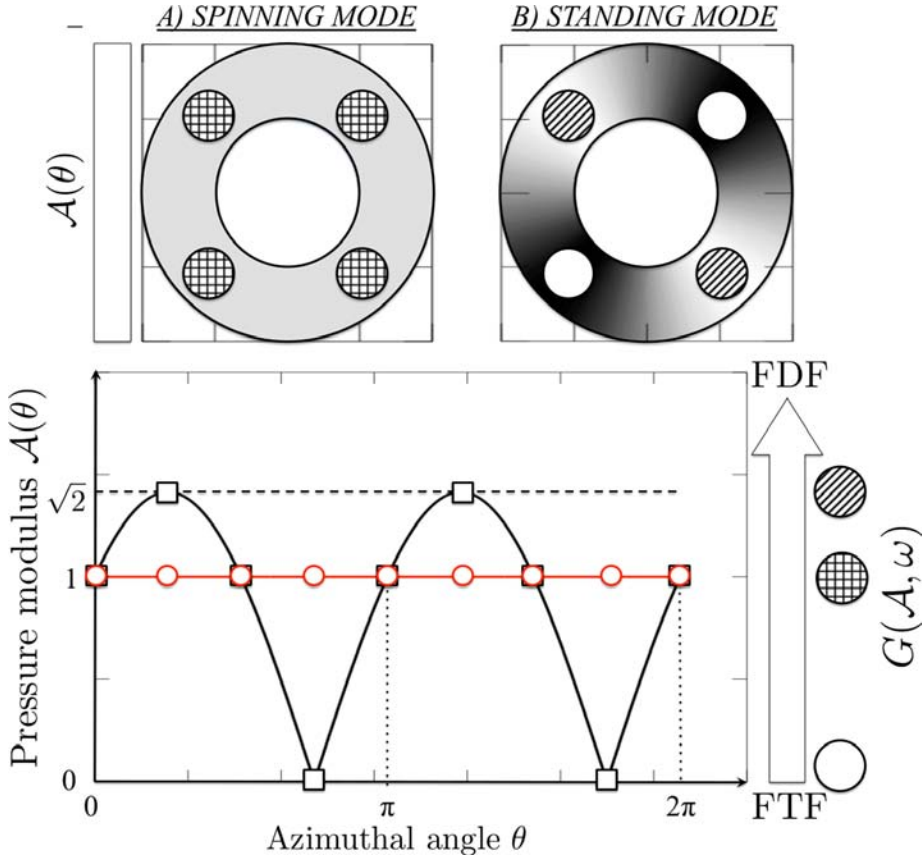 A) SPINNING MODE
B) STANDING MODE
𝒜(θ)
Pressure modulus 𝒜(θ)
√2
1
0
0
π
2π
Azimuthal angle θ
FDF
G(𝒜, ω)
FTF